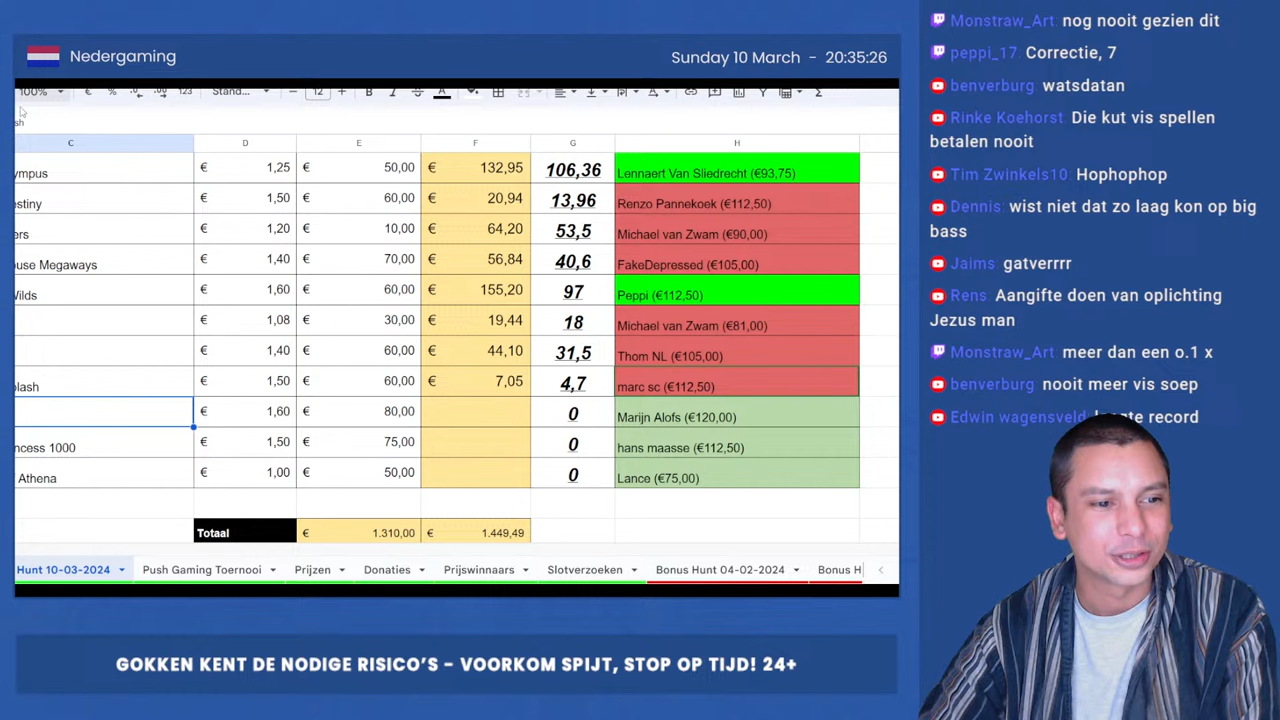 Nedergaming
Sunday 10 March - 20:35:26
100% € % .0 .00 123 Stand... - 12 + B I A Σ
sh
C D E F G H
ympus € 1,25 € 50,00 € 132,95 106,36 Lennaert Van Sliedrecht (€93,75)
estiny € 1,50 € 60,00 € 20,94 13,96 Renzo Pannekoek (€112,50)
ers € 1,20 € 10,00 € 64,20 53,5 Michael van Zwam (€90,00)
ouse Megaways € 1,40 € 70,00 € 56,84 40,6 FakeDepressed (€105,00)
Wilds € 1,60 € 60,00 € 155,20 97 Peppi (€112,50)
€ 1,08 € 30,00 € 19,44 18 Michael van Zwam (€81,00)
€ 1,40 € 60,00 € 44,10 31,5 Thom NL (€105,00)
plash € 1,50 € 60,00 € 7,05 4,7 marc sc (€112,50)
€ 1,60 € 80,00 0 Marijn Alofs (€120,00)
ncess 1000 € 1,50 € 75,00 0 hans maasse (€112,50)
Athena € 1,00 € 50,00 0 Lance (€75,00)
Totaal € 1.310,00 € 1.449,49
Hunt 10-03-2024 Push Gaming Toernooi Prijzen Donaties Prijswinnaars Slotverzoeken Bonus Hunt 04-02-2024 Bonus H
GOKKEN KENT DE NODIGE RISICO'S - VOORKOM SPIJT, STOP OP TIJD! 24+
Monstraw_Art: nog nooit gezien dit
peppi_17: Correctie, 7
benverburg: watsdatan
Rinke Koehorst: Die kut vis spellen
betalen nooit
Tim Zwinkels10: Hophophop
Dennis: wist niet dat zo laag kon op big
bass
Jaims: gatverrrr
Rens: Aangifte doen van oplichting
Jezus man
Monstraw_Art: meer dan een o.1 x
benverburg: nooit meer vis soep
Edwin wagensveld: record